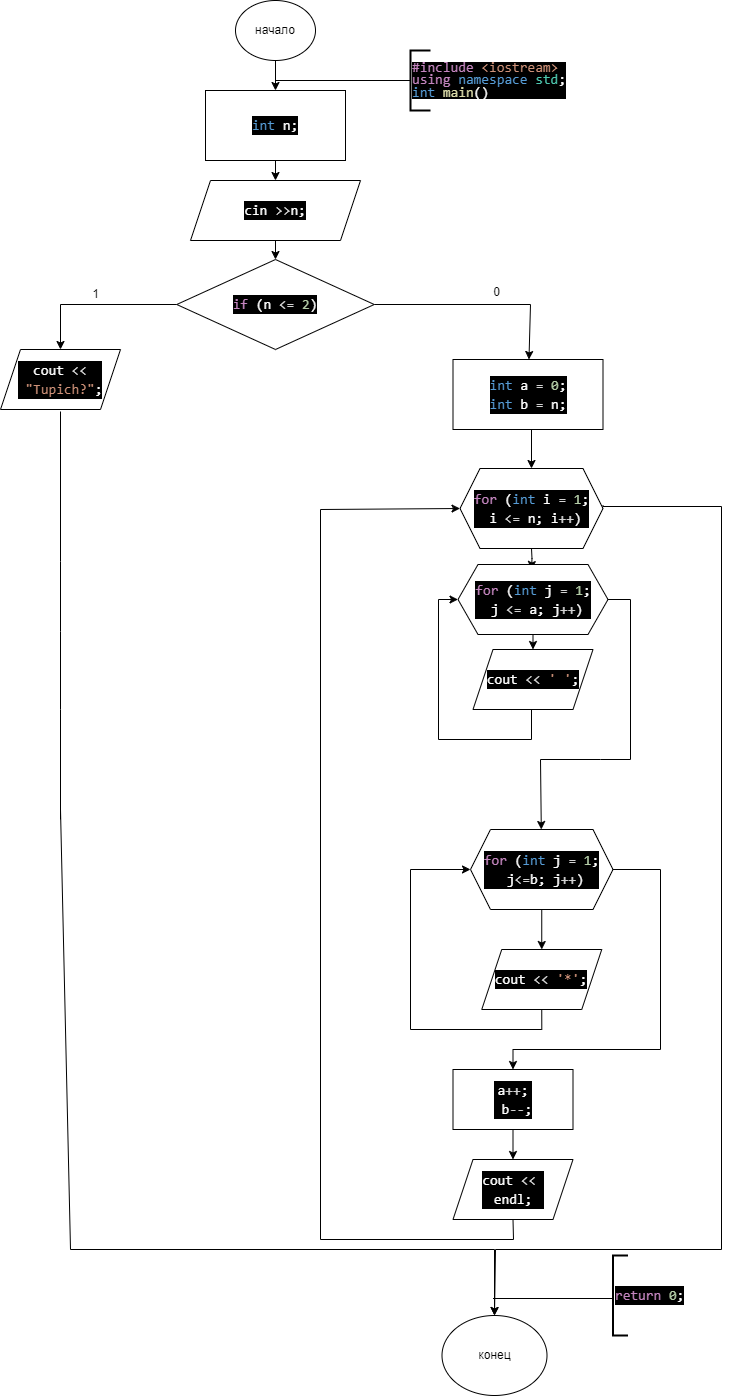 начало
#include <iostream>
using namespace std;
int main()
int n;
cin >>n;
if (n <= 2)
1
0
cout <<
"Tupich?";
int a = 0;
int b = n;
for (int i = 1;
i <= n; i++)
for (int j = 1;
j <= a; j++)
cout << ' ';
for (int j = 1;
j<=b; j++)
cout << '*';
a++;
b--;
cout <<
endl;
return 0;
конец